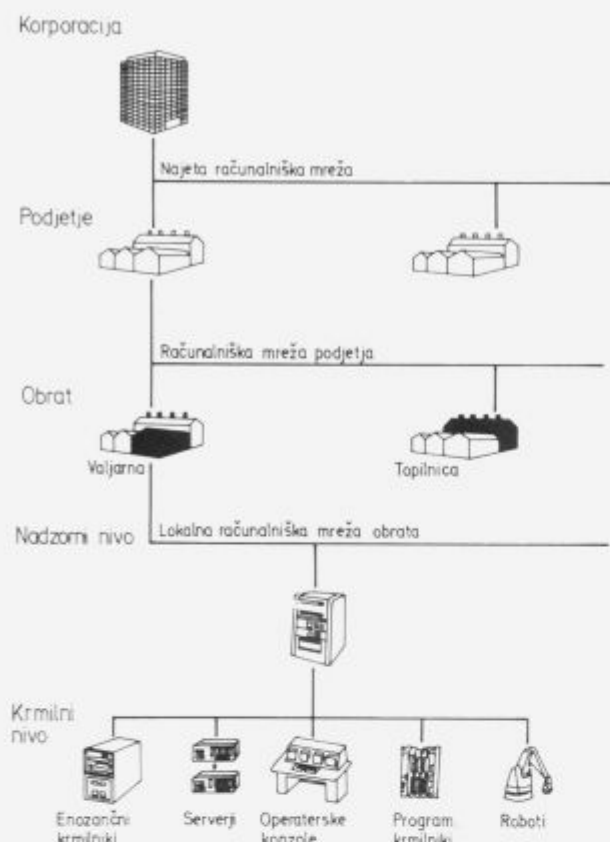 Korporacija
Najeta računalniška mreža
Podjetje
Računalniška mreža podjetja
Obrat
Valjarna
Topilnica
Nadzorni nivo
Lokalna računalniška mreža obrata
Krmilni
nivo
Enozančni
krmilniki
Serverji
Operaterske
konzole
Program.
krmilniki
Roboti